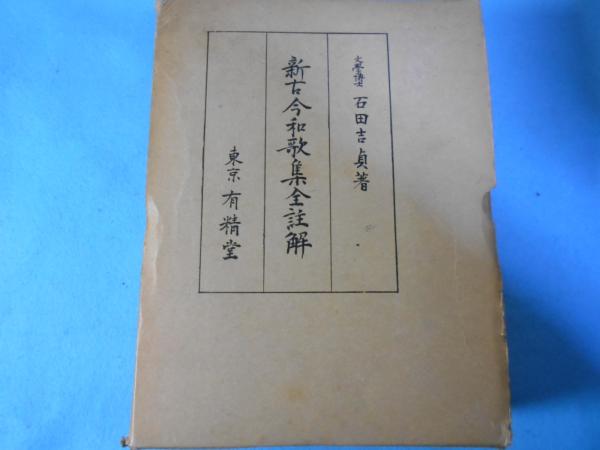 文學博士 石田吉貞著
新古今和歌集全註解
東京 有精堂